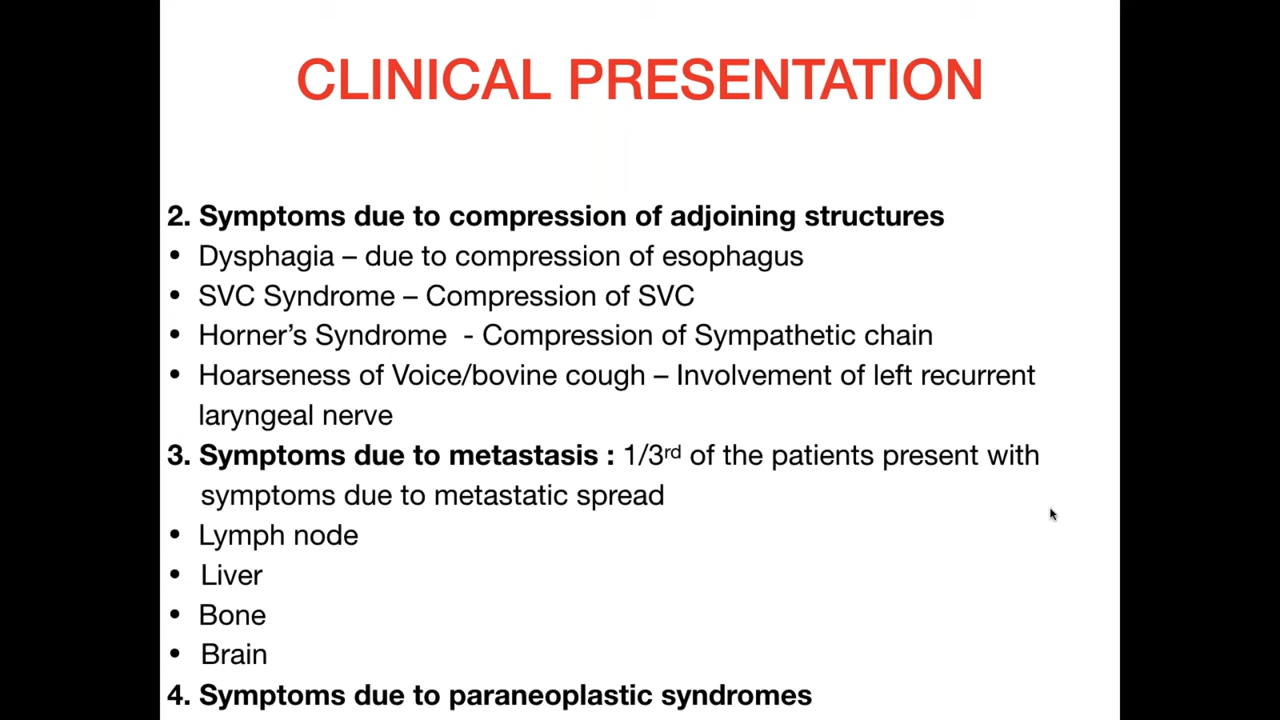 CLINICAL PRESENTATION
2. Symptoms due to compression of adjoining structures
• Dysphagia – due to compression of esophagus
• SVC Syndrome – Compression of SVC
• Horner’s Syndrome  - Compression of Sympathetic chain
• Hoarseness of Voice/bovine cough – Involvement of left recurrent
laryngeal nerve
3. Symptoms due to metastasis : 1/3rd of the patients present with
symptoms due to metastatic spread
• Lymph node
• Liver
• Bone
• Brain
4. Symptoms due to paraneoplastic syndromes